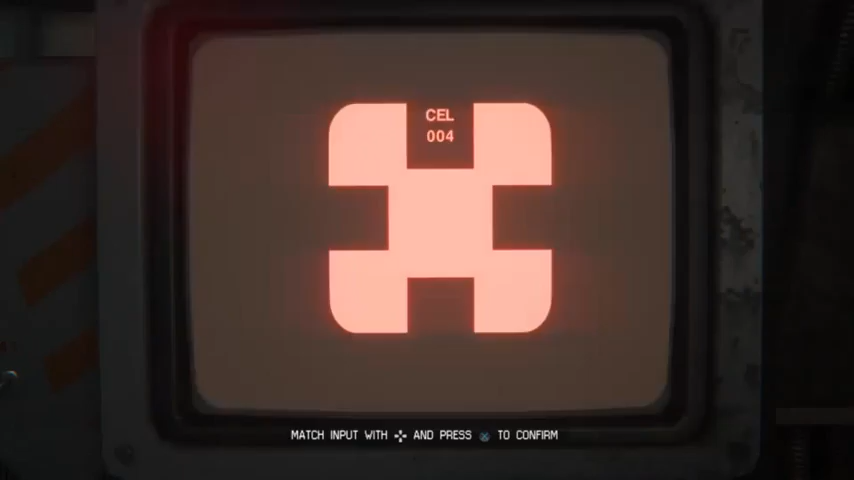 CEL
004
MATCH INPUT WITH AND PRESS TO CONFIRM